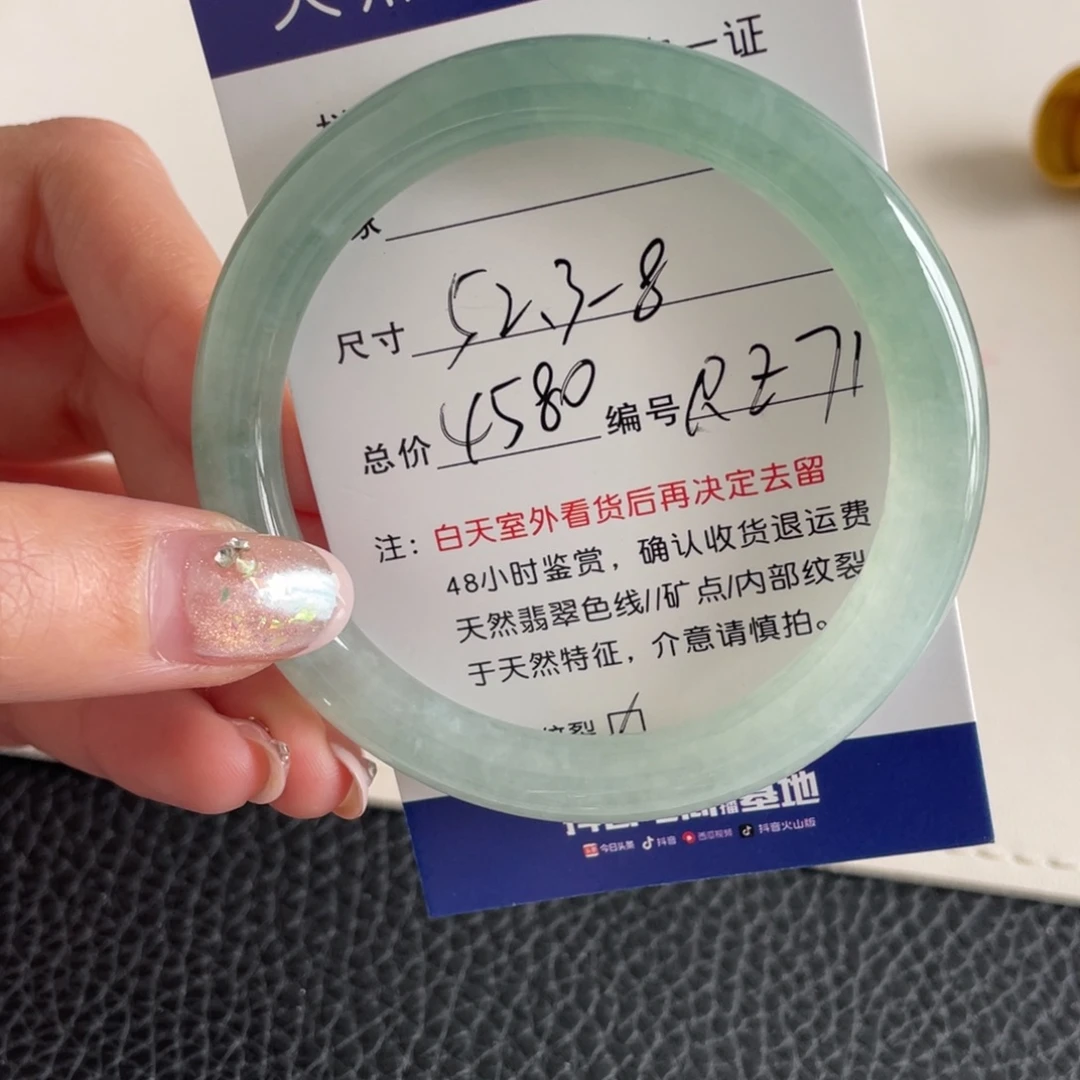 一证
尺寸 52.3-8
总价 4580 编号 QZ71
注：白天室外看货后再决定去留
48小时鉴赏，确认收货退运费
天然翡翠色线//矿点/内部纹裂
于天然特征，介意请慎拍。
纹裂
播基地
今日头条 抖音 西瓜视频 抖音火山版